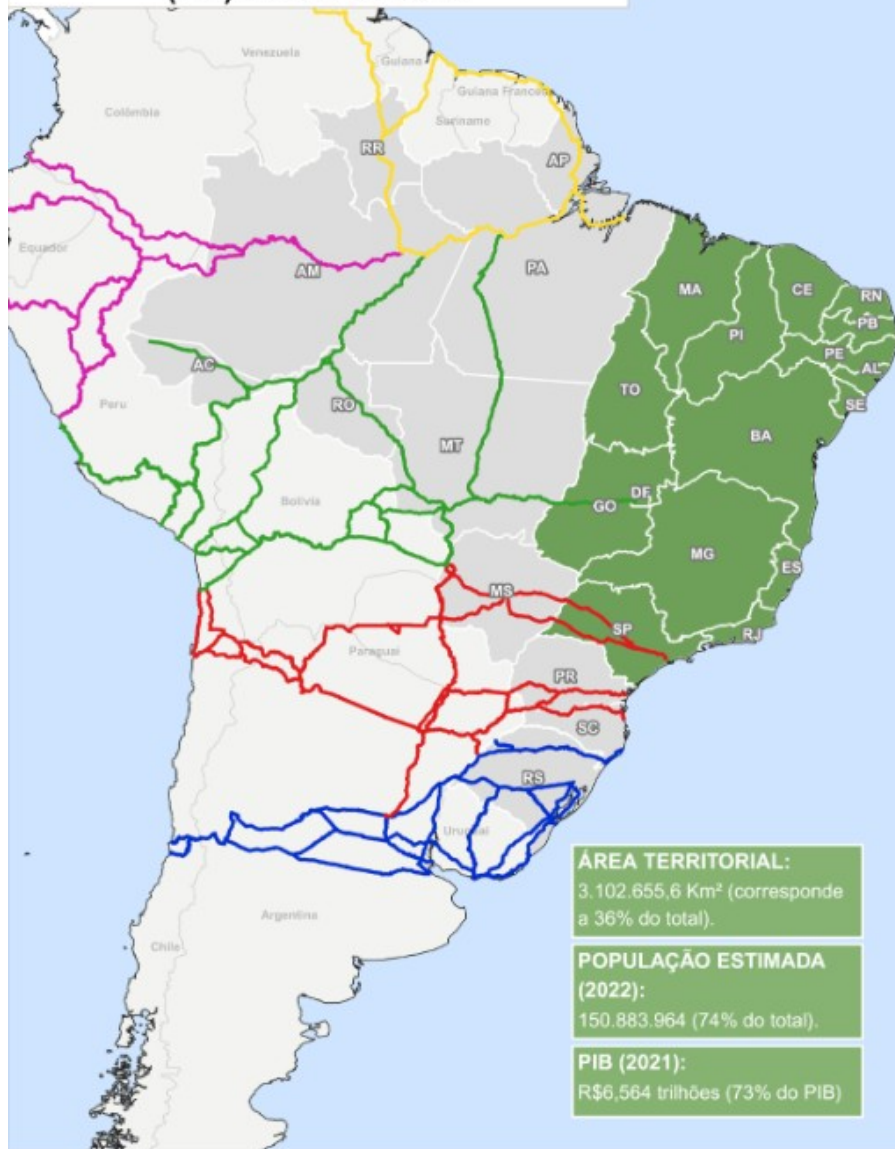 Venezuela
Guiana
Guiana Francesa
Suriname
Colômbia
RR
AP
Equador
AM
PA
MA
CE
RN
PB
PI
PE
AL
SE
TO
AC
RO
MT
BA
Peru
Bolívia
GO
DF
MG
ES
MS
SP
RJ
Paraguai
PR
SC
RS
Uruguai
Argentina
Chile
ÁREA TERRITORIAL:
3.102.655,6 Km² (corresponde
a 36% do total).
POPULAÇÃO ESTIMADA
(2022):
150.883.964 (74% do total).
PIB (2021):
R$6,564 trilhões (73% do PIB)